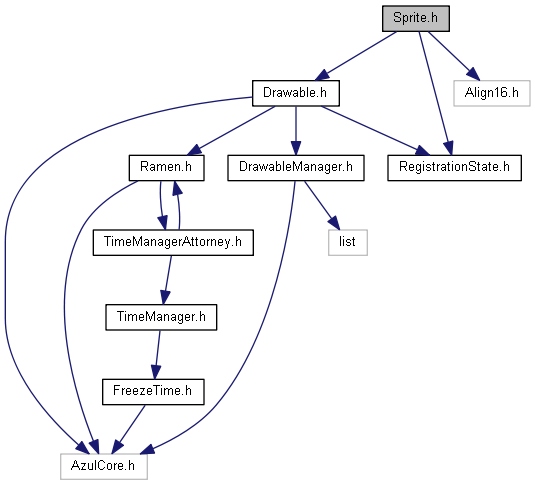 Sprite.h
Drawable.h
Align16.h
Ramen.h
DrawableManager.h
RegistrationState.h
TimeManagerAttorney.h
list
TimeManager.h
FreezeTime.h
AzulCore.h